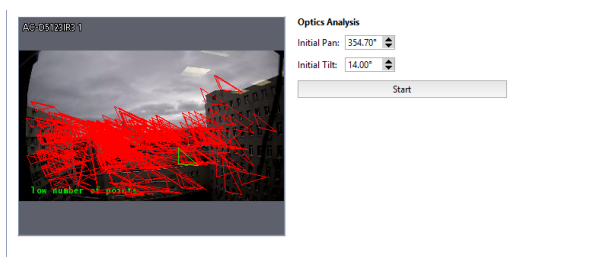 AC-D5123IR3 1
Optics Analysis
Initial Pan: 354.70°
Initial Tilt: 14.00°
Start
low number of points